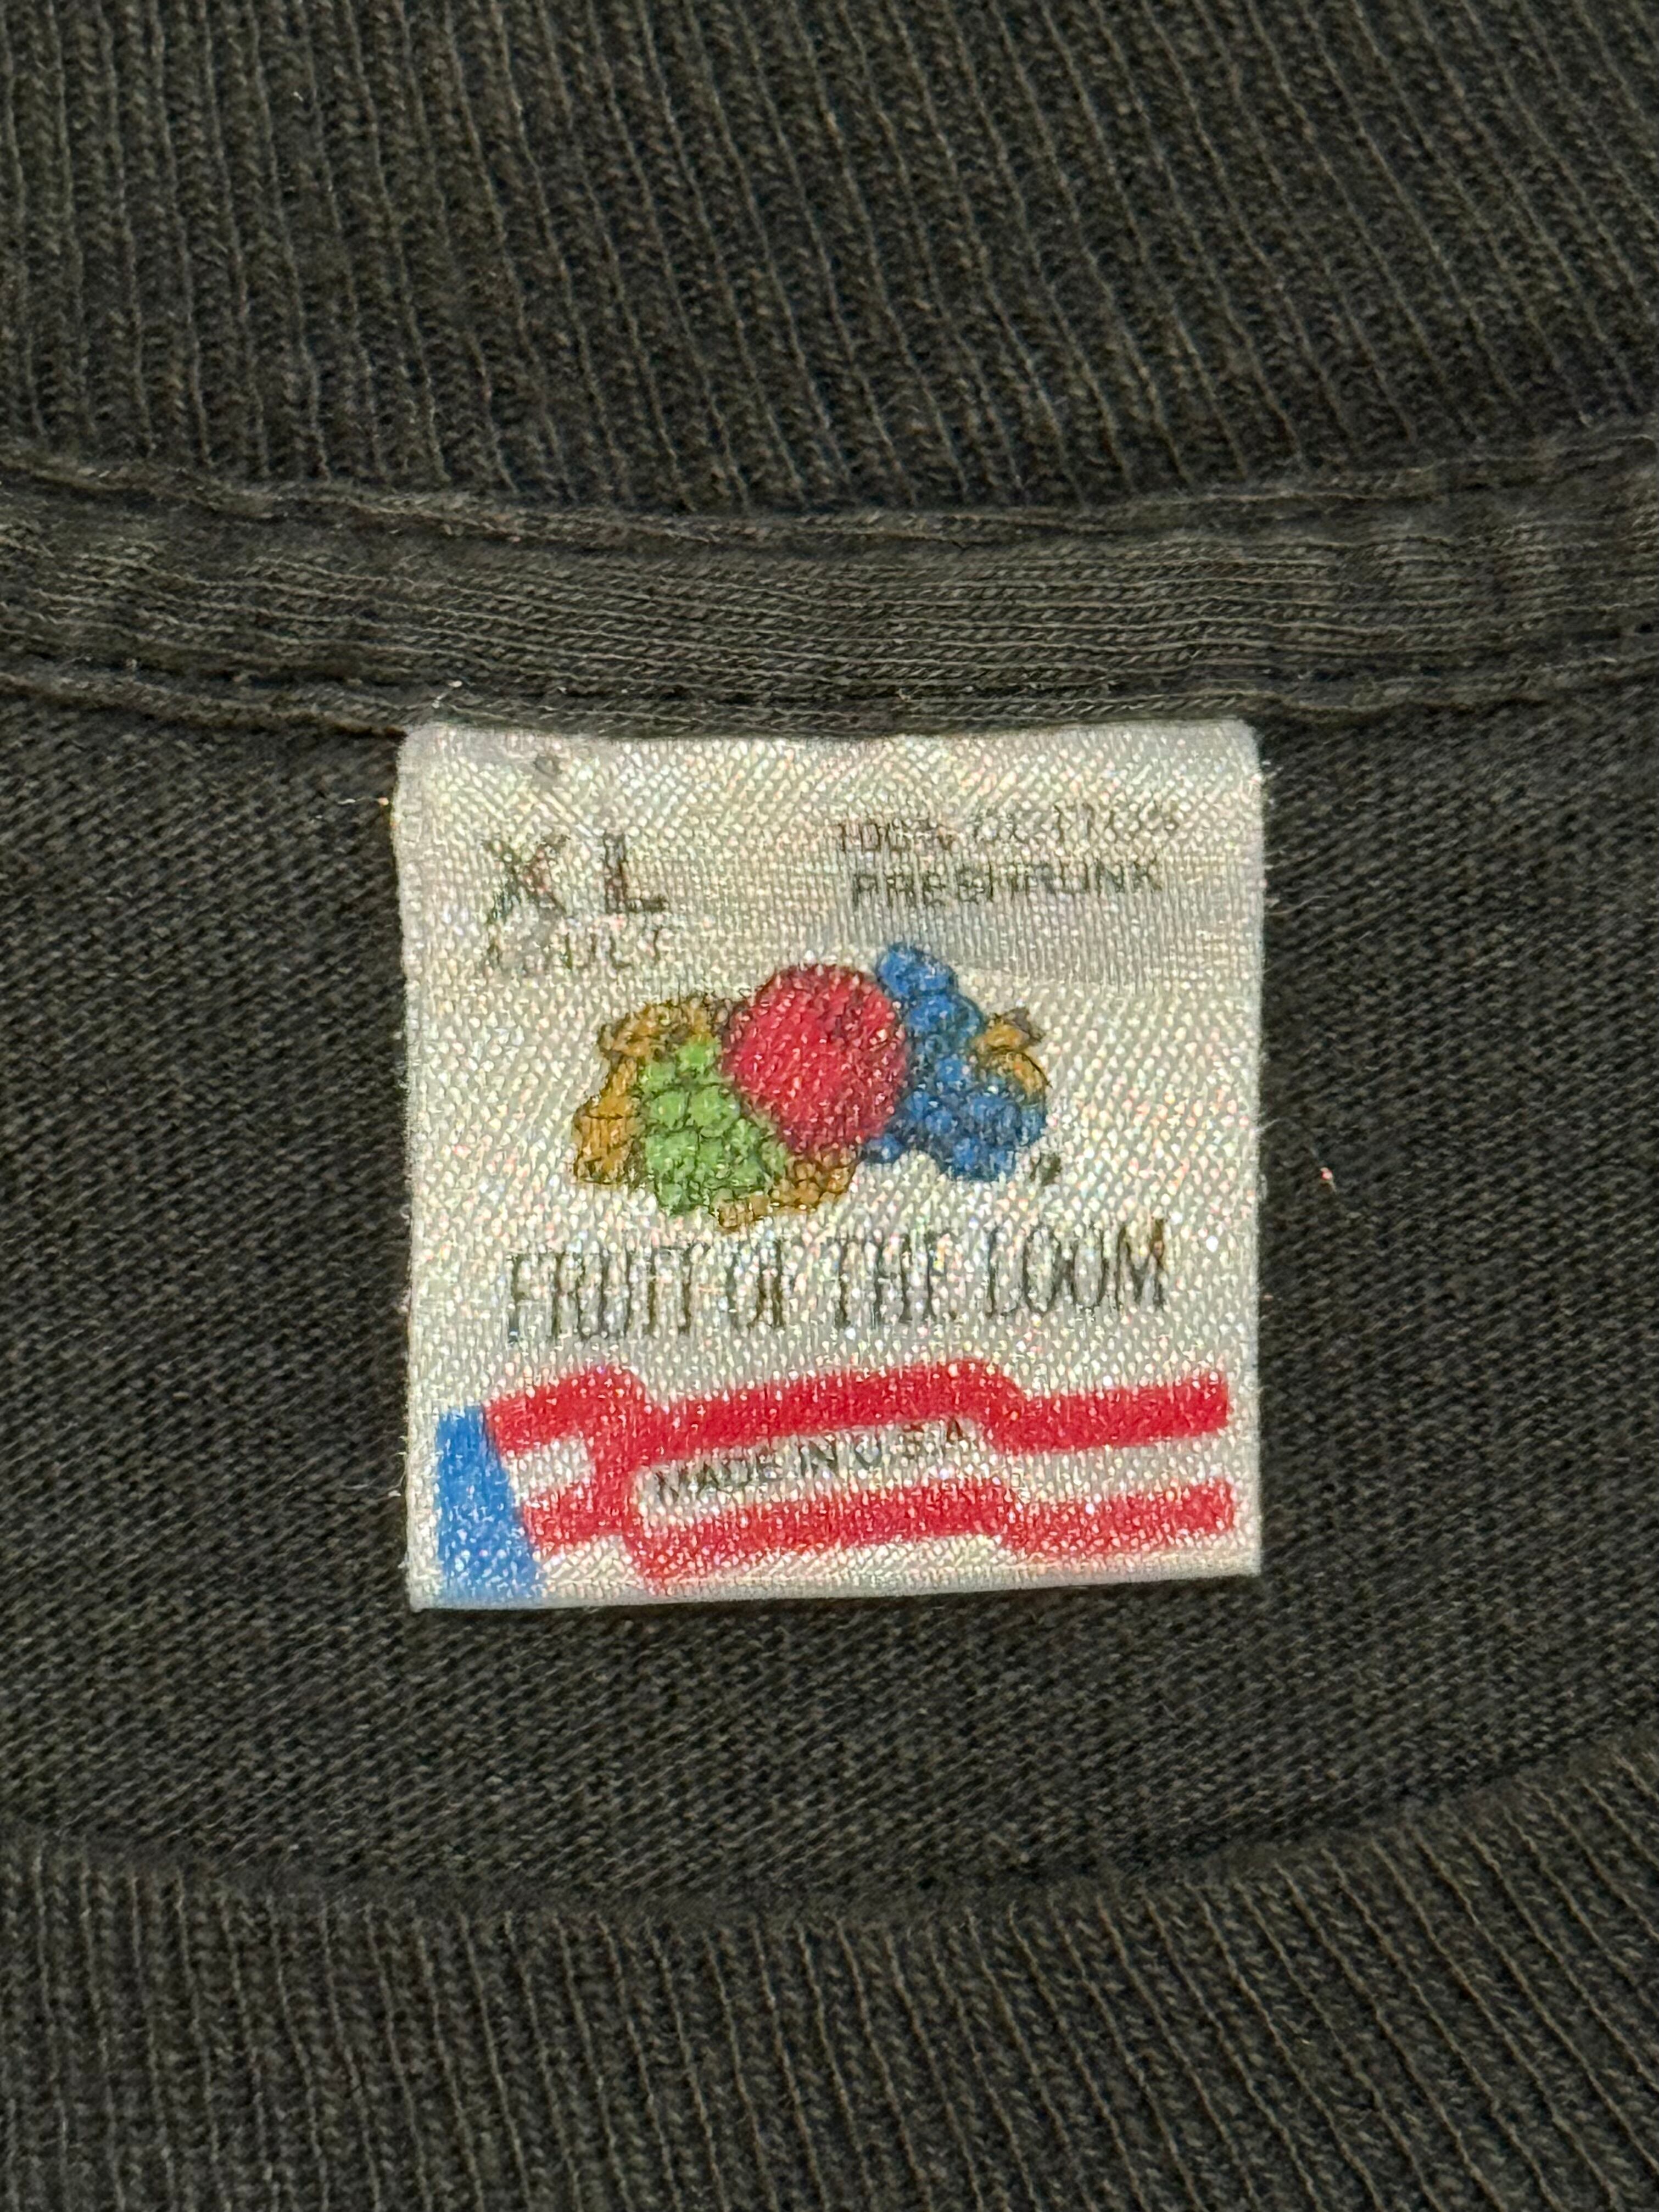 XL
100% COTTON
PRESHRUNK
ADULT
FRUIT OF THE LOOM
MADE IN U.S.A.